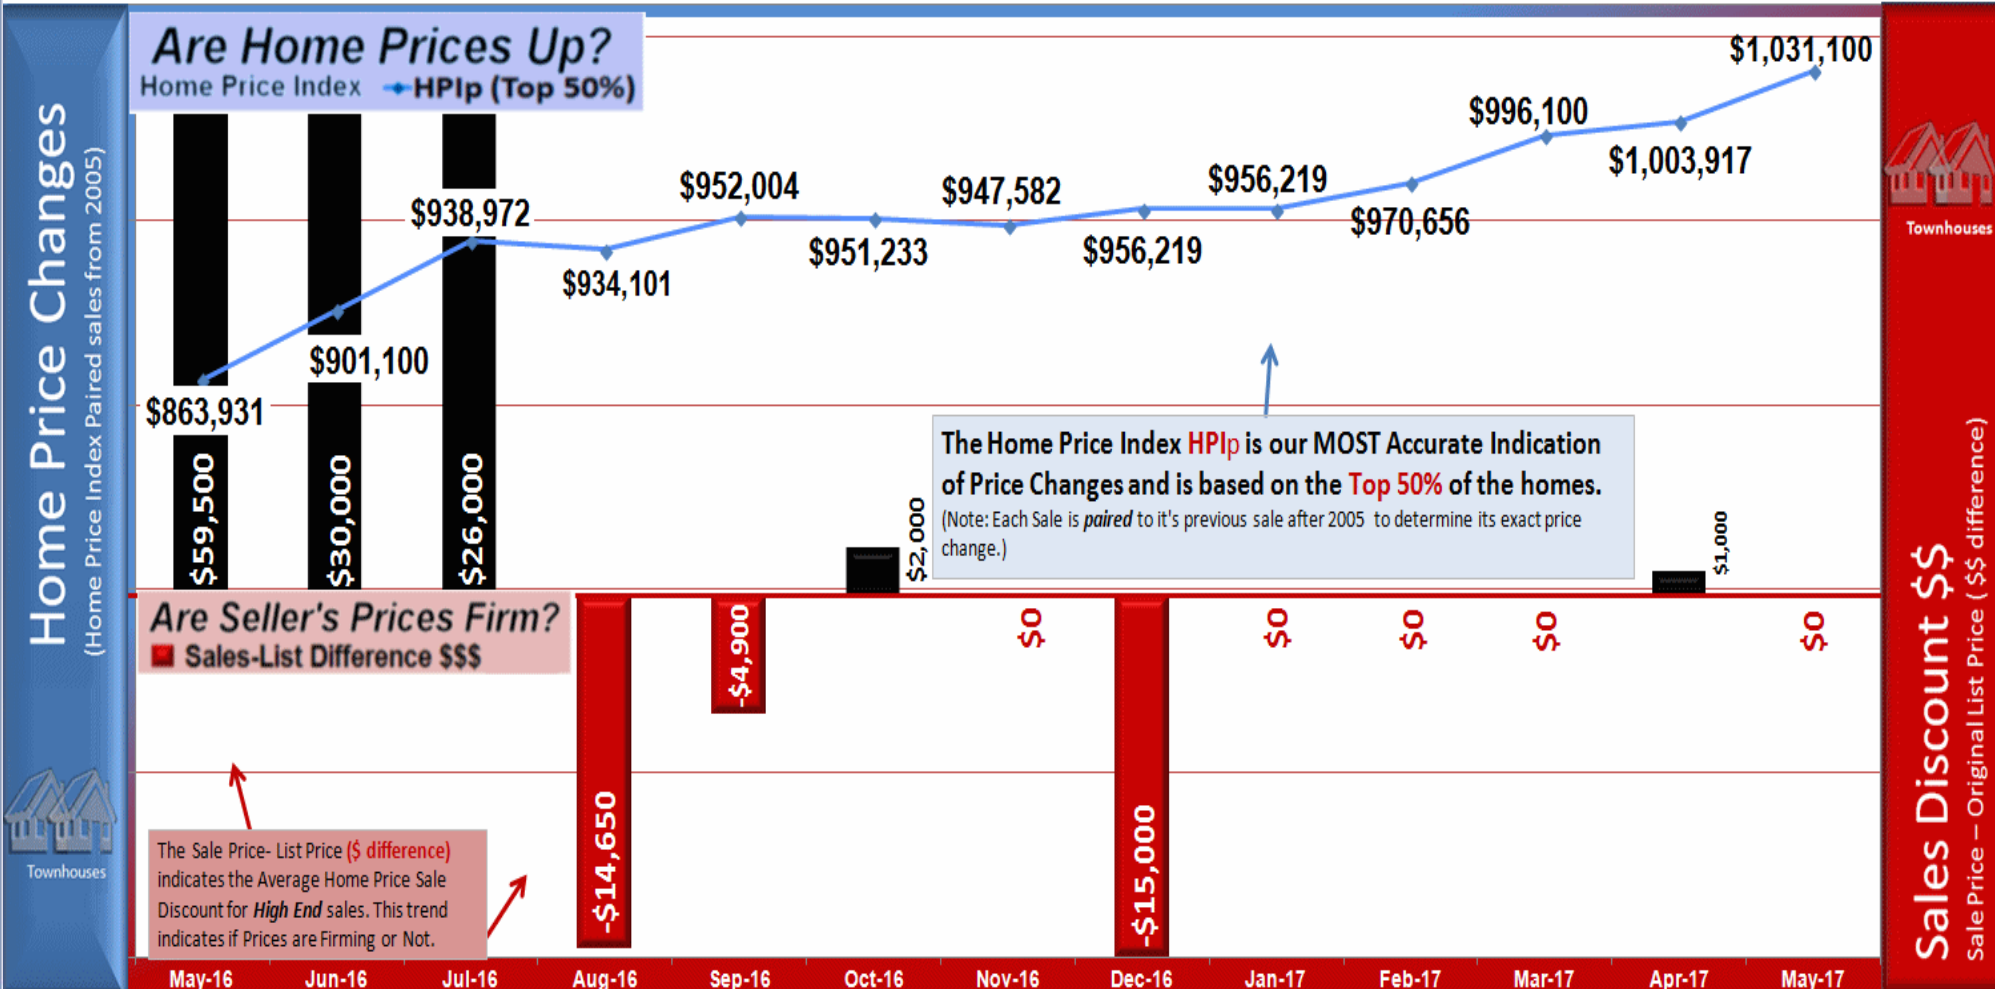 Home Price Changes
(Home Price Index Paired sales from 2005)
Townhouses
Are Home Prices Up?
Home Price Index HPIp (Top 50%)
$863,931
$901,100
$938,972
$934,101
$952,004
$951,233
$947,582
$956,219
$956,219
$970,656
$996,100
$1,003,917
$1,031,100
The Home Price Index HPIp is our MOST Accurate Indication
of Price Changes and is based on the Top 50% of the homes.
(Note: Each Sale is paired to it's previous sale after 2005 to determine its exact price
change.)
$59,500
$30,000
$26,000
-$14,650
-$4,900
$2,000
$0
-$15,000
$0
$0
$0
$1,000
$0
Are Seller's Prices Firm?
Sales-List Difference $$$
The Sale Price- List Price ($ difference)
indicates the Average Home Price Sale
Discount for High End sales. This trend
indicates if Prices are Firming or Not.
May-16
Jun-16
Jul-16
Aug-16
Sep-16
Oct-16
Nov-16
Dec-16
Jan-17
Feb-17
Mar-17
Apr-17
May-17
Townhouses
Sales Discount $$
Sale Price – Original List Price ( $$ difference)